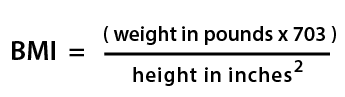 BMI = ( weight in pounds x 703 )
height in inches²